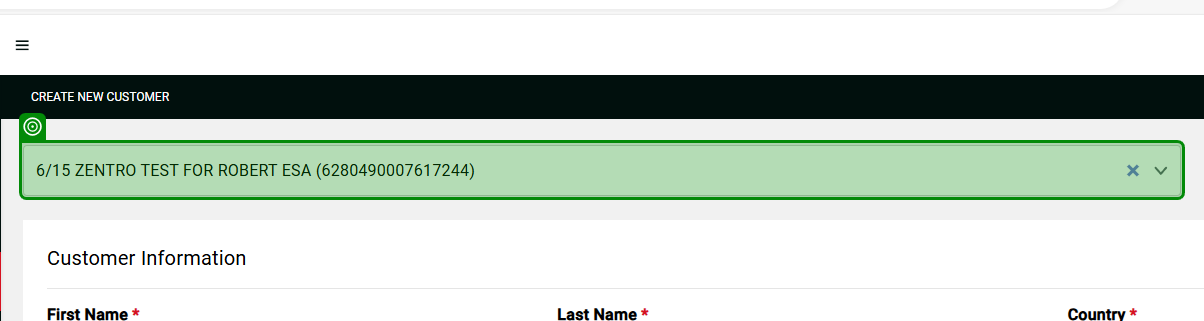 CREATE NEW CUSTOMER
6/15 ZENTRO TEST FOR ROBERT ESA (6280490007617244)
Customer Information
First Name * Last Name * Country *